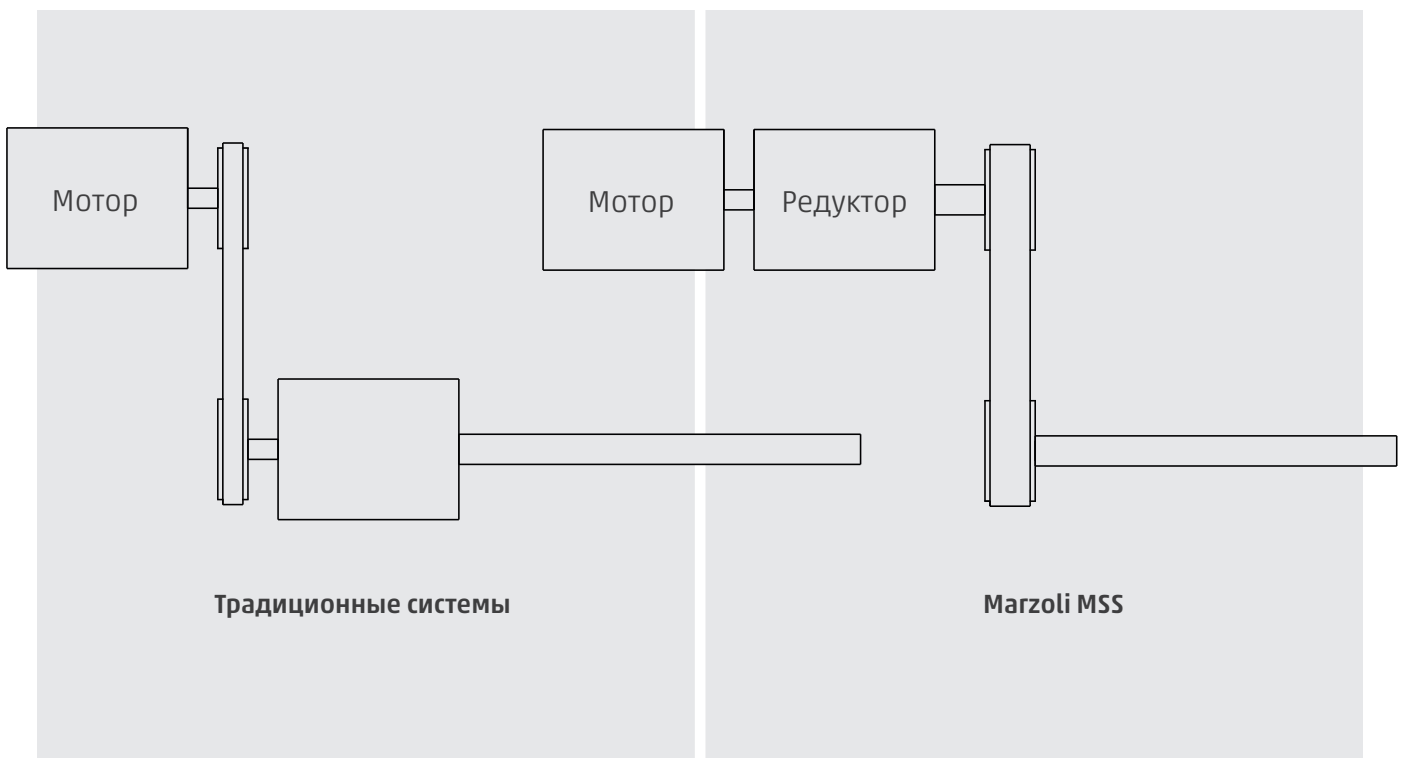 Мотор
Мотор
Редуктор
Традиционные системы
Marzoli MSS